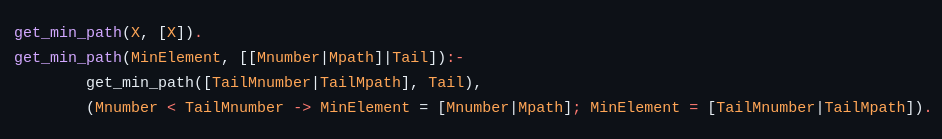 get_min_path(X, [X]).
get_min_path(MinElement, [[Mnumber|Mpath]|Tail]):-
        get_min_path([TailMnumber|TailMpath], Tail),
        (Mnumber < TailMnumber -> MinElement = [Mnumber|Mpath]; MinElement = [TailMnumber|TailMpath]).